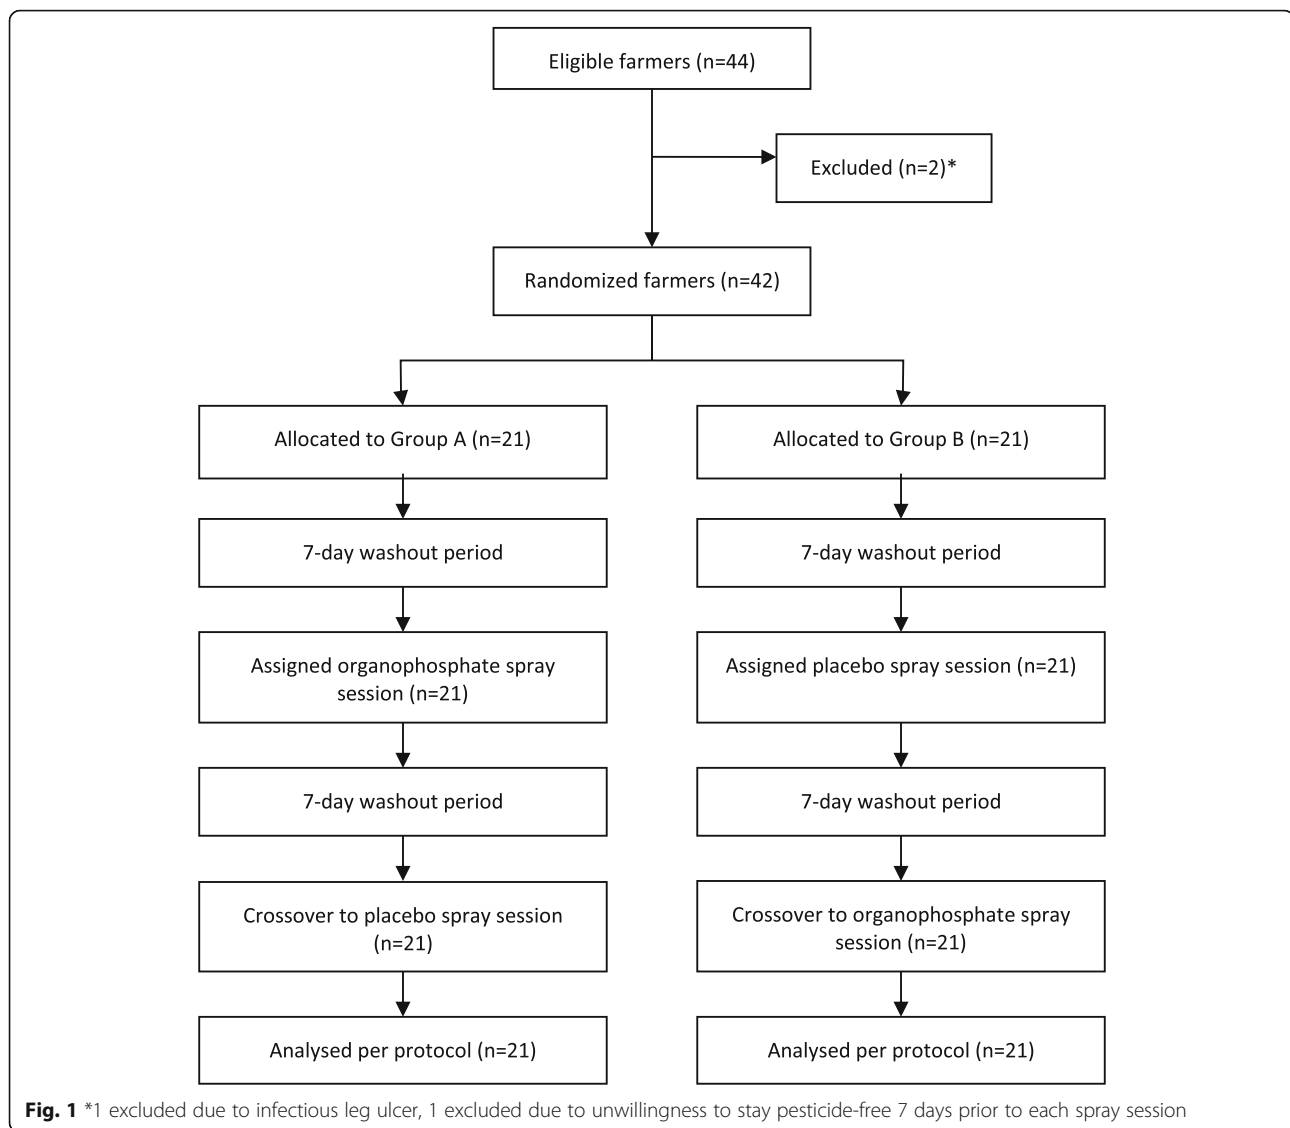 Eligible farmers (n=44)
Excluded (n=2)*
Randomized farmers (n=42)
Allocated to Group A (n=21)
Allocated to Group B (n=21)
7-day washout period
7-day washout period
Assigned organophosphate spray
session (n=21)
Assigned placebo spray session (n=21)
7-day washout period
7-day washout period
Crossover to placebo spray session
(n=21)
Crossover to organophosphate spray
session (n=21)
Analysed per protocol (n=21)
Analysed per protocol (n=21)
Fig. 1 *1 excluded due to infectious leg ulcer, 1 excluded due to unwillingness to stay pesticide-free 7 days prior to each spray session